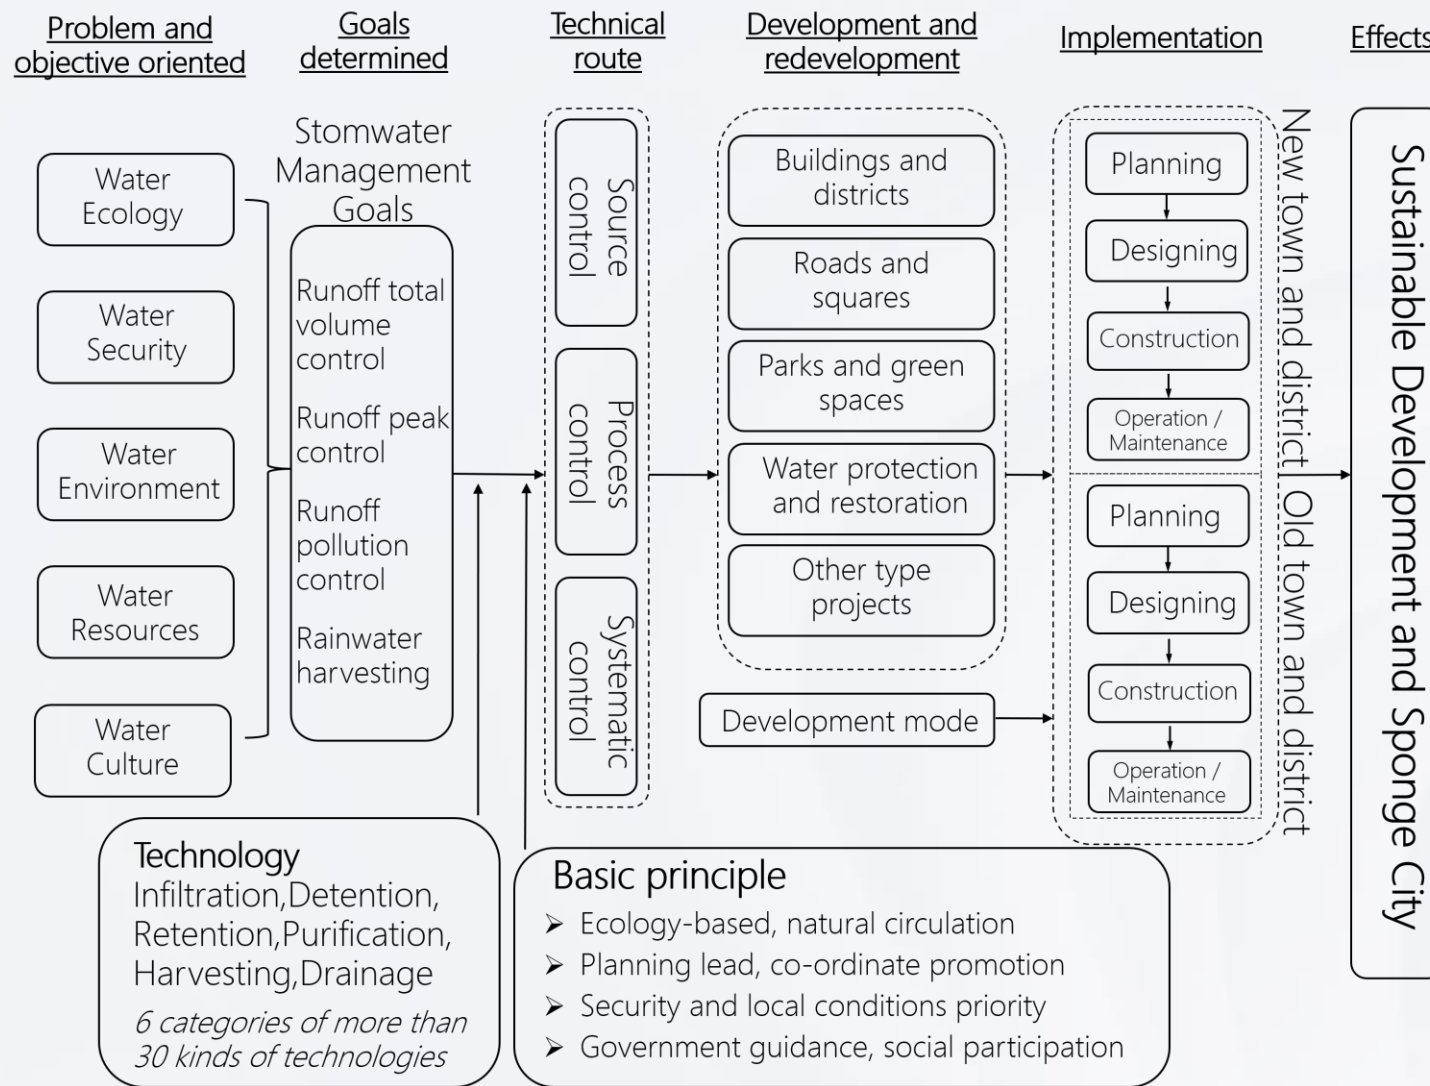 Problem and
objective oriented
Goals
determined
Technical
route
Development and
redevelopment
Implementation
Effects
Water
Ecology
Water
Security
Water
Environment
Water
Resources
Water
Culture
Stomwater
Management
Goals
Runoff total
volume
control
Runoff peak
control
Runoff
pollution
control
Rainwater
harvesting
Source
control
Process
control
Systematic
control
Buildings and
districts
Roads and
squares
Parks and green
spaces
Water protection
and restoration
Other type
projects
Development mode
Planning
Designing
Construction
Operation /
Maintenance
New town and district
Planning
Designing
Construction
Operation /
Maintenance
Old town and district
Sustainable Development and Sponge City
Technology
Infiltration,Detention,
Retention,Purification,
Harvesting,Drainage
6 categories of more than
30 kinds of technologies
Basic principle
➢ Ecology-based, natural circulation
➢ Planning lead, co-ordinate promotion
➢ Security and local conditions priority
➢ Government guidance, social participation